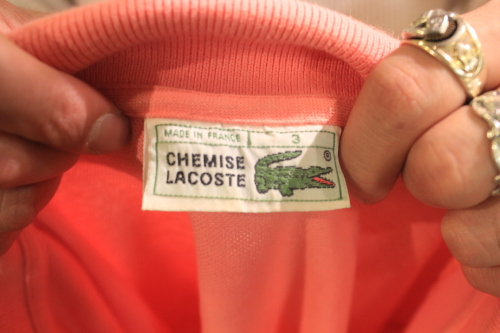 MADE IN FRANCE 3
CHEMISE
LACOSTE ®